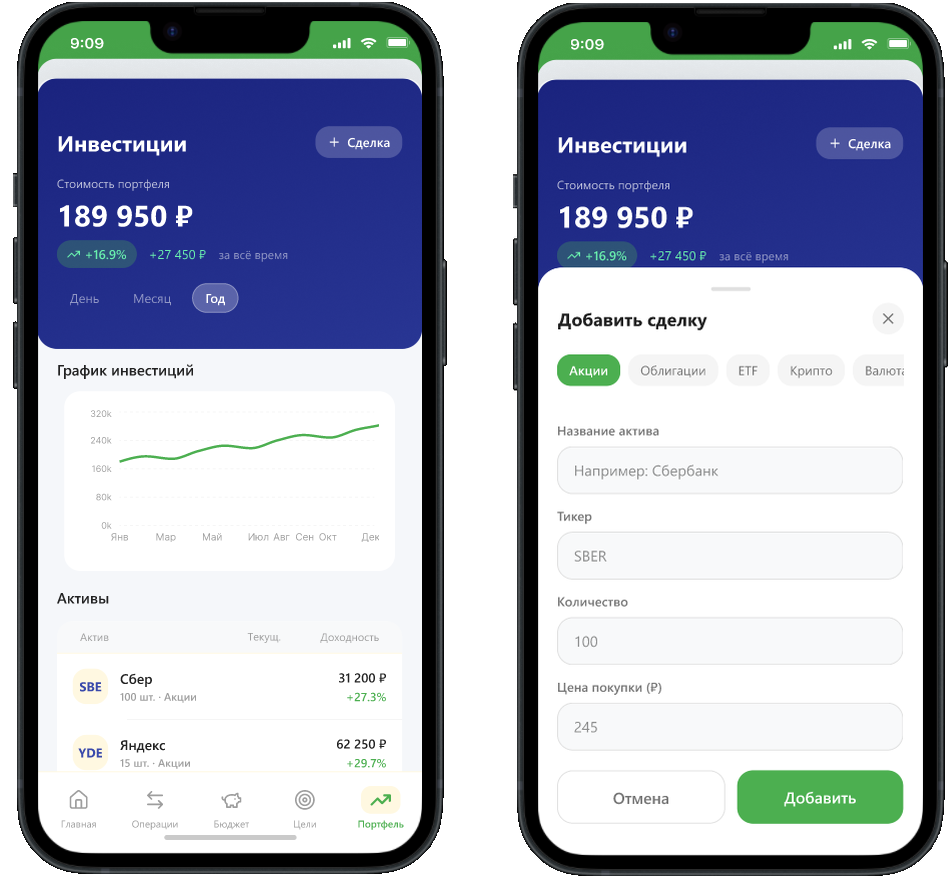 9:09
Инвестиции
+ Сделка
Стоимость портфеля
189 950 ₽
+16.9% +27 450 ₽ за всё время
День Месяц Год
График инвестиций
320k
240k
160k
80k
0k
Янв Мар Май Июл Авг Сен Окт Дек
Активы
Актив Текущ. Доходность
SBE Сбер 31 200 ₽
100 шт. · Акции +27.3%
YDE Яндекс 62 250 ₽
15 шт. · Акции +29.7%
Главная Операции Бюджет Цели Портфель
9:09
Инвестиции
+ Сделка
Стоимость портфеля
189 950 ₽
+16.9% +27 450 ₽ за всё время
Добавить сделку
Акции Облигации ETF Крипто Валюта
Название актива
Например: Сбербанк
Тикер
SBER
Количество
100
Цена покупки (₽)
245
Отмена Добавить